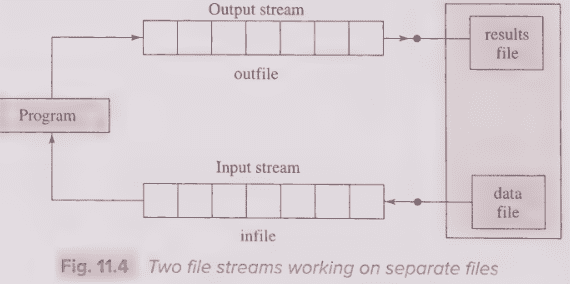 Output stream
results
file
outfile
Program
Input stream
data
file
infile
Fig. 11.4 Two file streams working on separate files